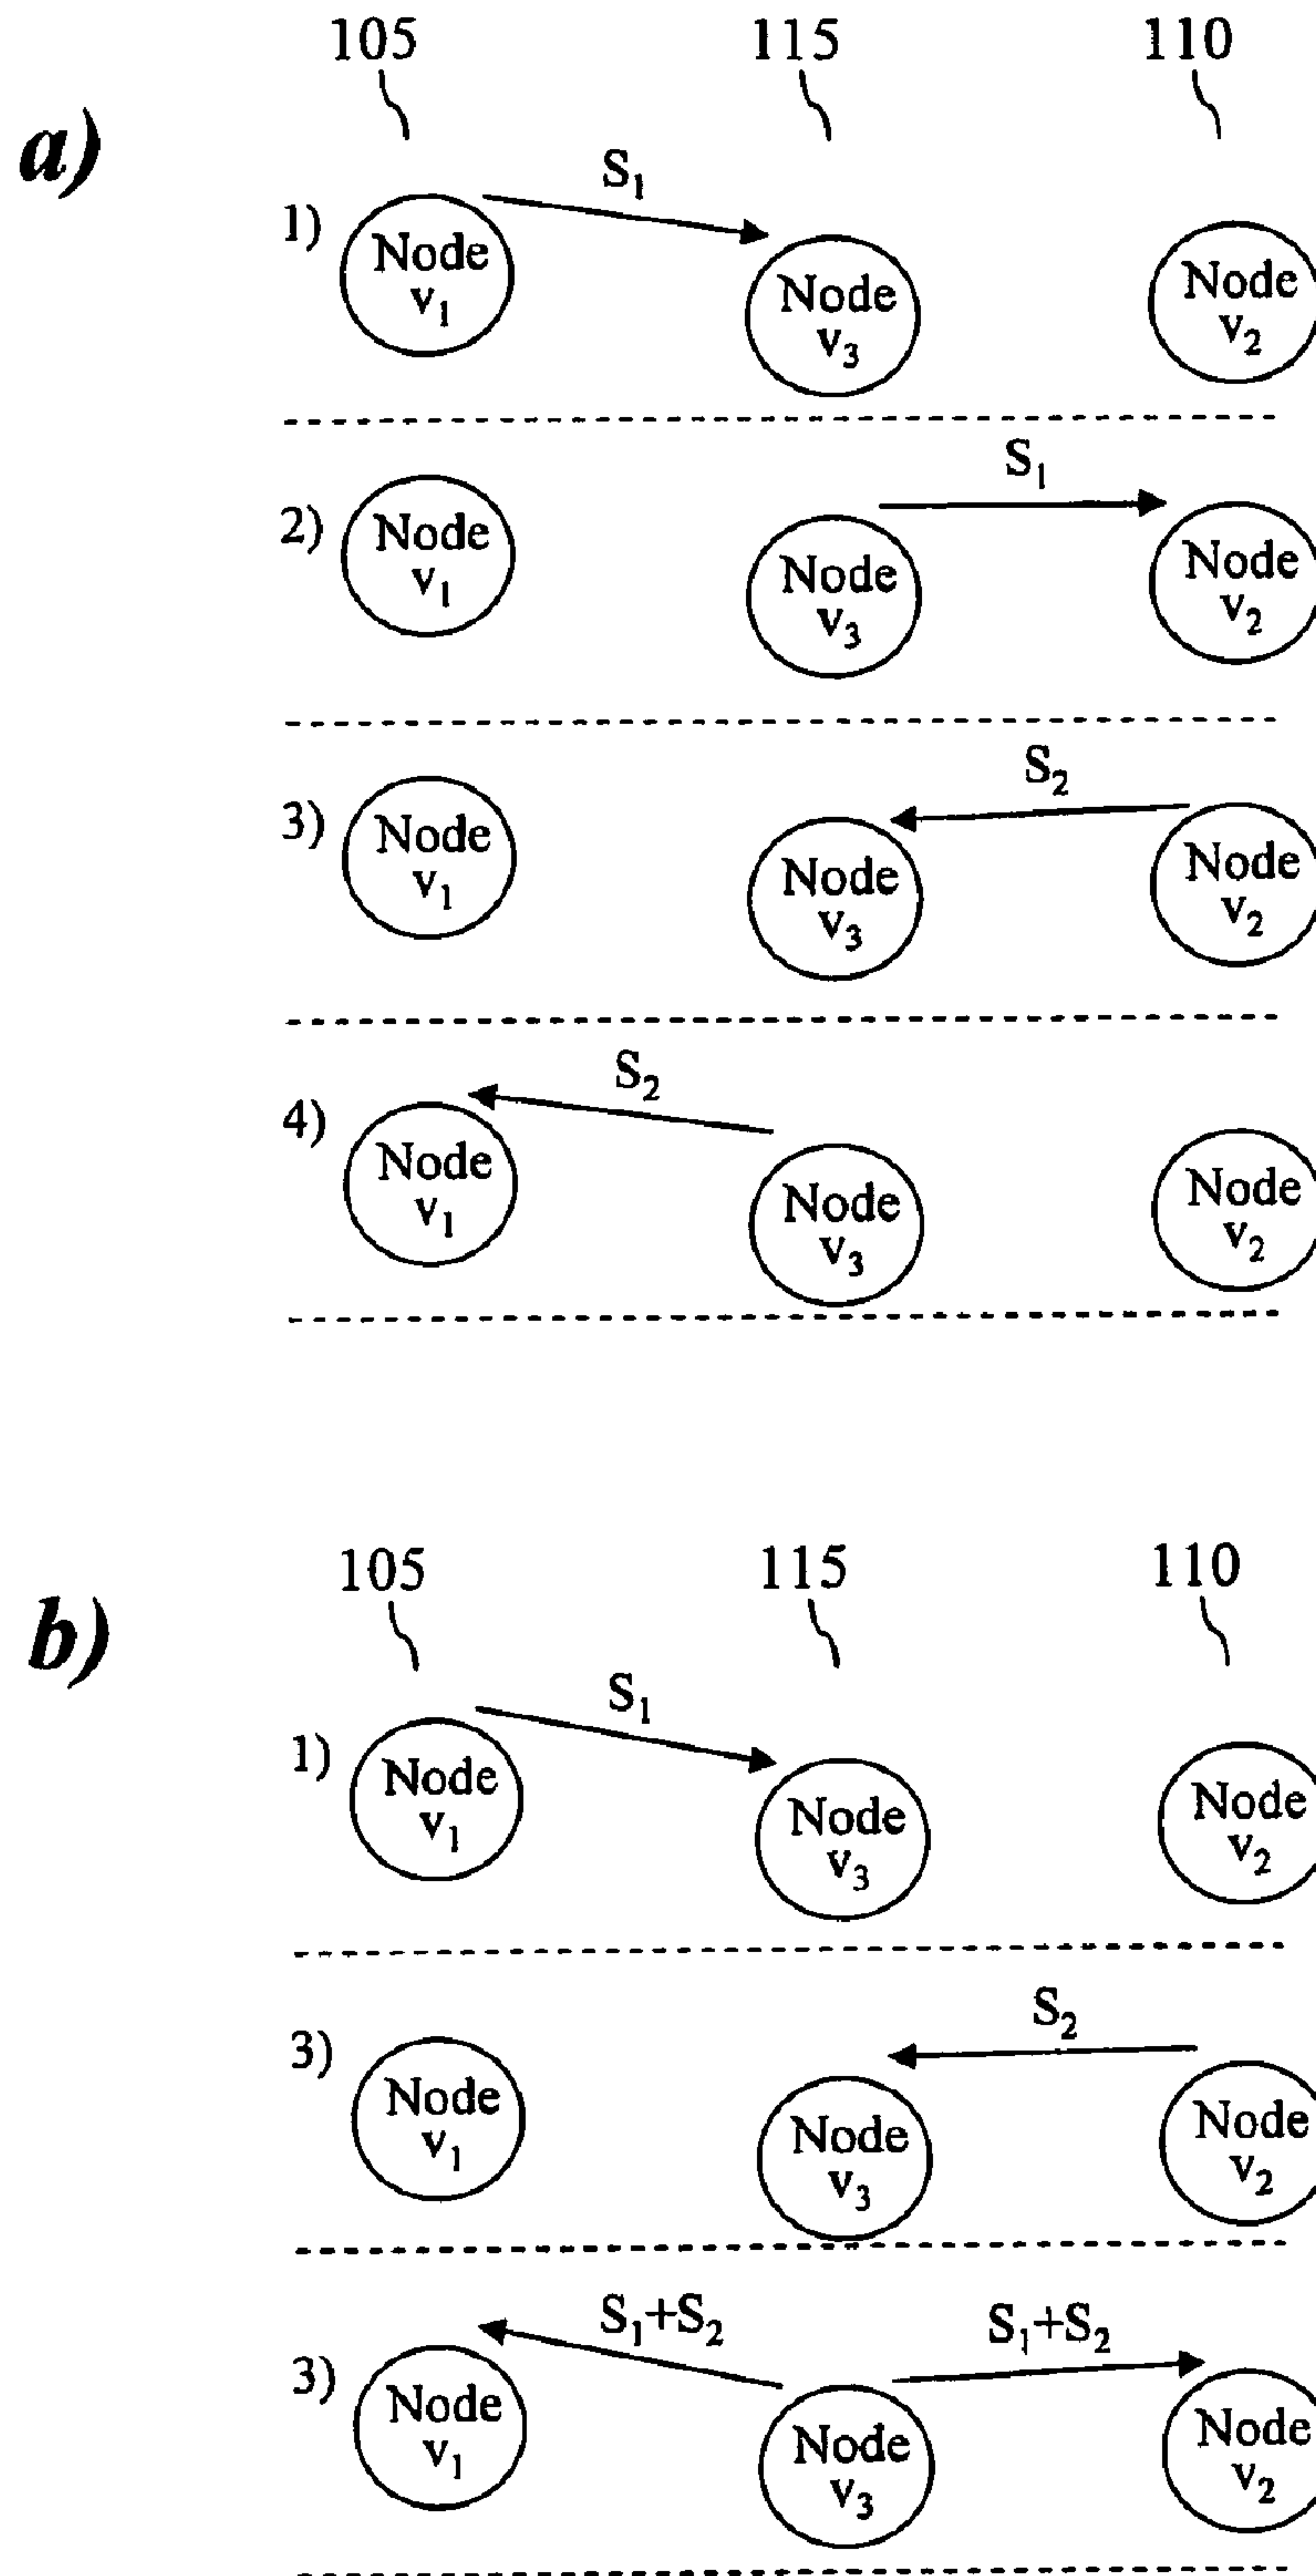 105 115 110
a)
S₁
1) Node v₁ Node v₃ Node v₂
S₁
2) Node v₁ Node v₃ Node v₂
S₂
3) Node v₁ Node v₃ Node v₂
S₂
4) Node v₁ Node v₃ Node v₂
105 115 110
b)
S₁
1) Node v₁ Node v₃ Node v₂
S₂
3) Node v₁ Node v₃ Node v₂
S₁+S₂ S₁+S₂
3) Node v₁ Node v₃ Node v₂